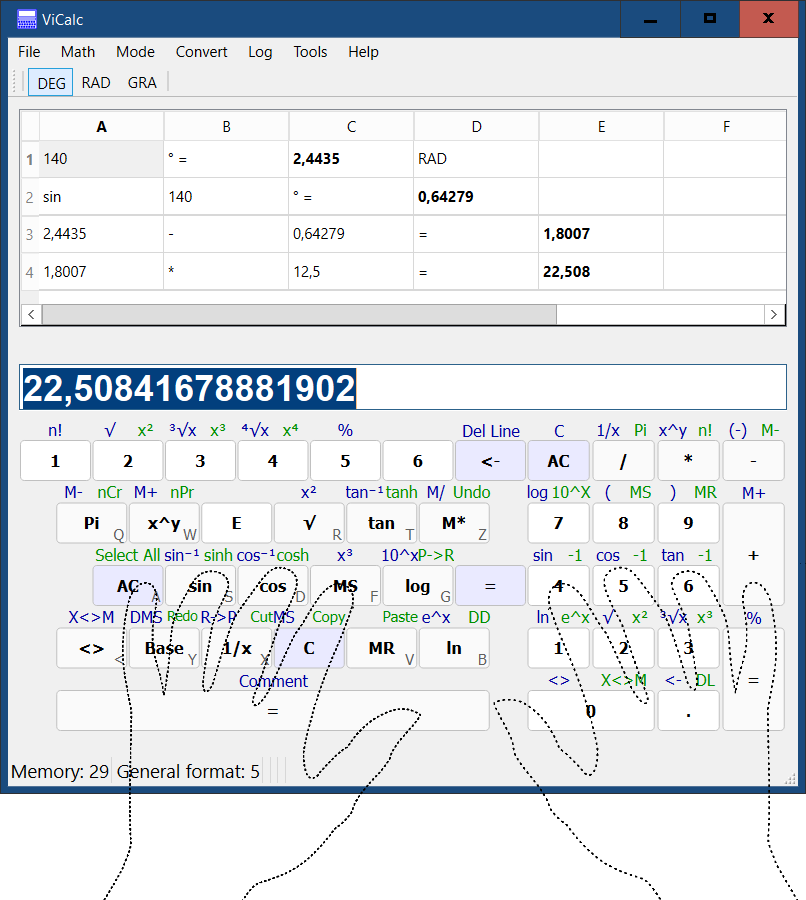 ViCalc
File Math Mode Convert Log Tools Help
DEG RAD GRA
A B C D E F
1 140 ° = 2,4435 RAD
2 sin 140 ° = 0,64279
3 2,4435 - 0,64279 = 1,8007
4 1,8007 * 12,5 = 22,508
22,50841678881902
n! √ x² ³√x x³ ⁴√x x⁴ % Del Line C 1/x Pi x^y n! (-) M-
1 2 3 4 5 6 <- AC / * -
M- nCr M+ nPr x² tan⁻¹ tanh M/ Undo log 10^X ( MS ) MR M+
Pi Q x^y W E √ R tan T M* Z 7 8 9
Select All sin⁻¹ sinh cos⁻¹ cosh x³ 10^x P->R sin -1 cos -1 tan -1
+
AC A sin S cos D MS F log G = 4 5 6
X<>M DMS Redo R->P Cut MS Copy Paste e^x DD ln e^x √ x² ³√x x³ %
<> < Base Y 1/x X C MR V ln B 1 2 3
Comment <> X<>M <- DL =
= 0 .
Memory: 29 General format: 5